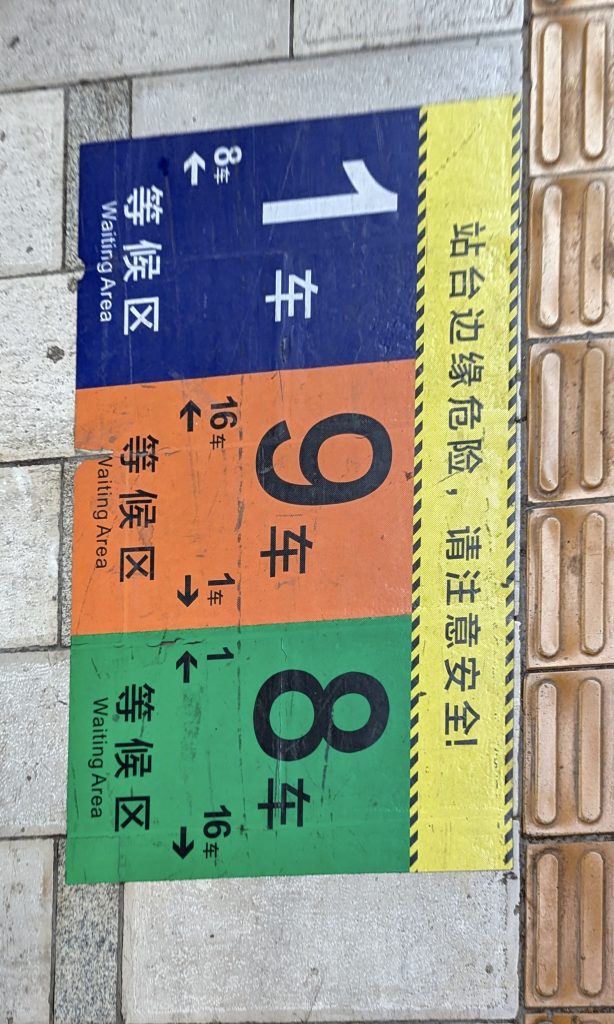 站台边缘危险，请注意安全!
1车
8车
←
等候区
Waiting Area
9车
← →
16车 1车
等候区
Waiting Area
8车
1 16车
← →
等候区
Waiting Area